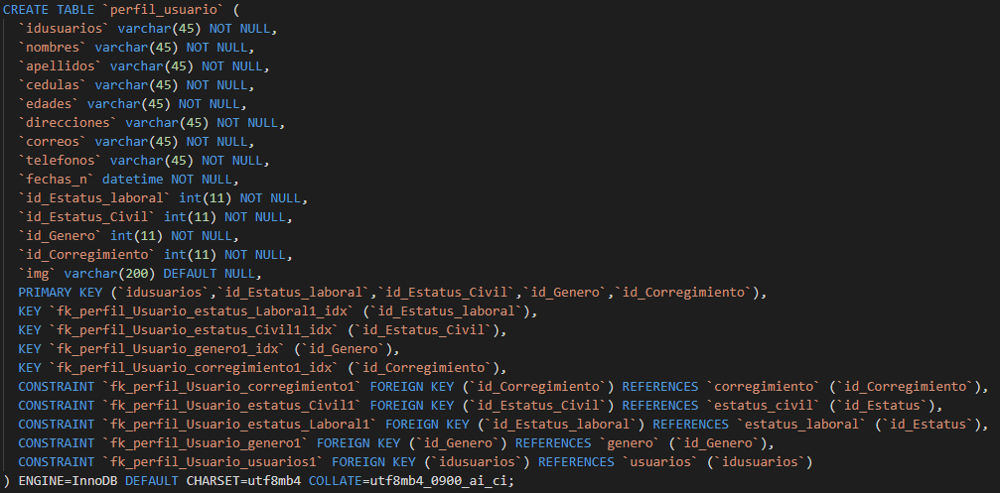 CREATE TABLE `perfil_usuario` (
`idusuarios` varchar(45) NOT NULL,
`nombres` varchar(45) NOT NULL,
`apellidos` varchar(45) NOT NULL,
`cedulas` varchar(45) NOT NULL,
`edades` varchar(45) NOT NULL,
`direcciones` varchar(45) NOT NULL,
`correos` varchar(45) NOT NULL,
`telefonos` varchar(45) NOT NULL,
`fechas_n` datetime NOT NULL,
`id_Estatus_laboral` int(11) NOT NULL,
`id_Estatus_Civil` int(11) NOT NULL,
`id_Genero` int(11) NOT NULL,
`id_Corregimiento` int(11) NOT NULL,
`img` varchar(200) DEFAULT NULL,
PRIMARY KEY (`idusuarios`,`id_Estatus_laboral`,`id_Estatus_Civil`,`id_Genero`,`id_Corregimiento`),
KEY `fk_perfil_Usuario_estatus_Laboral1_idx` (`id_Estatus_laboral`),
KEY `fk_perfil_Usuario_estatus_Civil1_idx` (`id_Estatus_Civil`),
KEY `fk_perfil_Usuario_genero1_idx` (`id_Genero`),
KEY `fk_perfil_Usuario_corregimiento1_idx` (`id_Corregimiento`),
CONSTRAINT `fk_perfil_Usuario_corregimiento1` FOREIGN KEY (`id_Corregimiento`) REFERENCES `corregimiento` (`id_Corregimiento`),
CONSTRAINT `fk_perfil_Usuario_estatus_Civil1` FOREIGN KEY (`id_Estatus_Civil`) REFERENCES `estatus_civil` (`id_Estatus`),
CONSTRAINT `fk_perfil_Usuario_estatus_Laboral1` FOREIGN KEY (`id_Estatus_laboral`) REFERENCES `estatus_laboral` (`id_Estatus`),
CONSTRAINT `fk_perfil_Usuario_genero1` FOREIGN KEY (`id_Genero`) REFERENCES `genero` (`id_Genero`),
CONSTRAINT `fk_perfil_Usuario_usuarios1` FOREIGN KEY (`idusuarios`) REFERENCES `usuarios` (`idusuarios`)
) ENGINE=InnoDB DEFAULT CHARSET=utf8mb4 COLLATE=utf8mb4_0900_ai_ci;